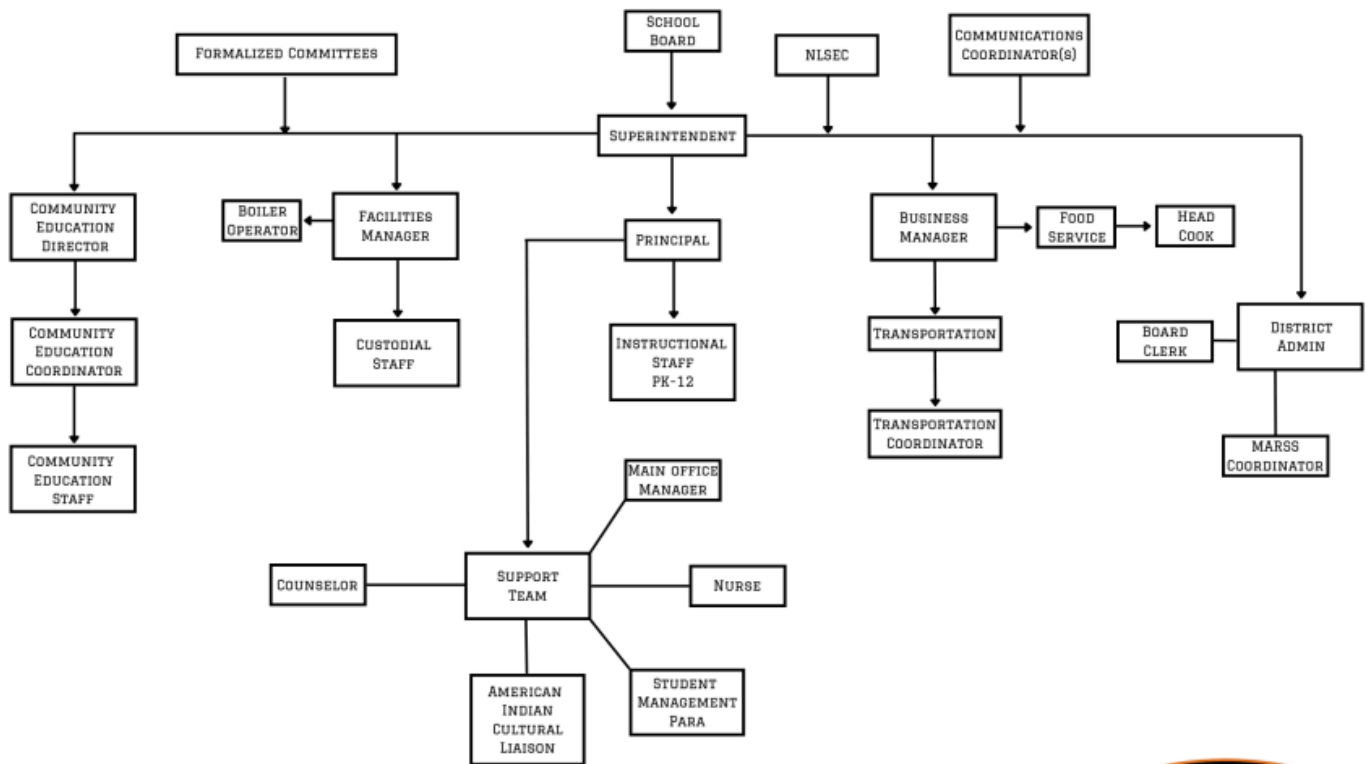 School
Board
Formalized Committees
NLSEC
Communications
Coordinator(s)
Superintendent
Community
Education
Director
Boiler
Operator
Facilities
Manager
Principal
Business
Manager
Food
Service
Head
Cook
Community
Education
Coordinator
Custodial
Staff
Instructional
Staff
PK-12
Transportation
Board
Clerk
District
Admin
Transportation
Coordinator
MARSS
Coordinator
Community
Education
Staff
Main office
Manager
Counselor
Support
Team
Nurse
American
Indian
Cultural
Liaison
Student
Management
Para